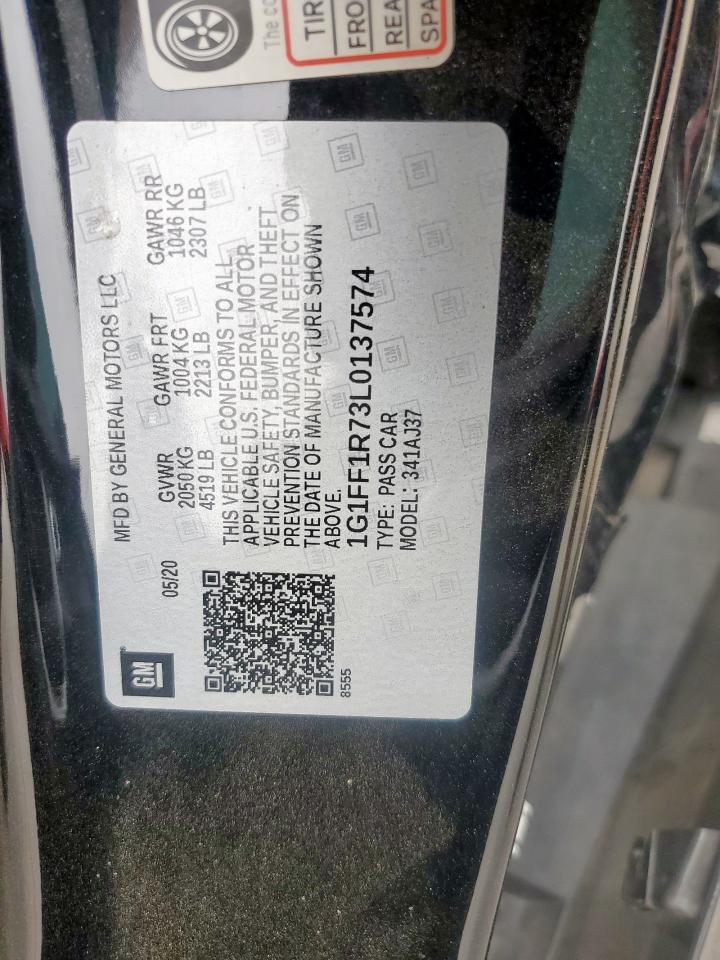 The
TIR
FRO
REA
SPA
GM
MFD BY GENERAL MOTORS LLC
05/20
GVWR GAWR FRT GAWR RR
2050 KG 1004 KG 1046 KG
4519 LB 2213 LB 2307 LB
THIS VEHICLE CONFORMS TO ALL
APPLICABLE U.S. FEDERAL MOTOR
VEHICLE SAFETY, BUMPER, AND THEFT
PREVENTION STANDARDS IN EFFECT ON
THE DATE OF MANUFACTURE SHOWN
ABOVE.
1G1FF1R73L0137574
TYPE: PASS CAR
MODEL: 341AJ37
8555